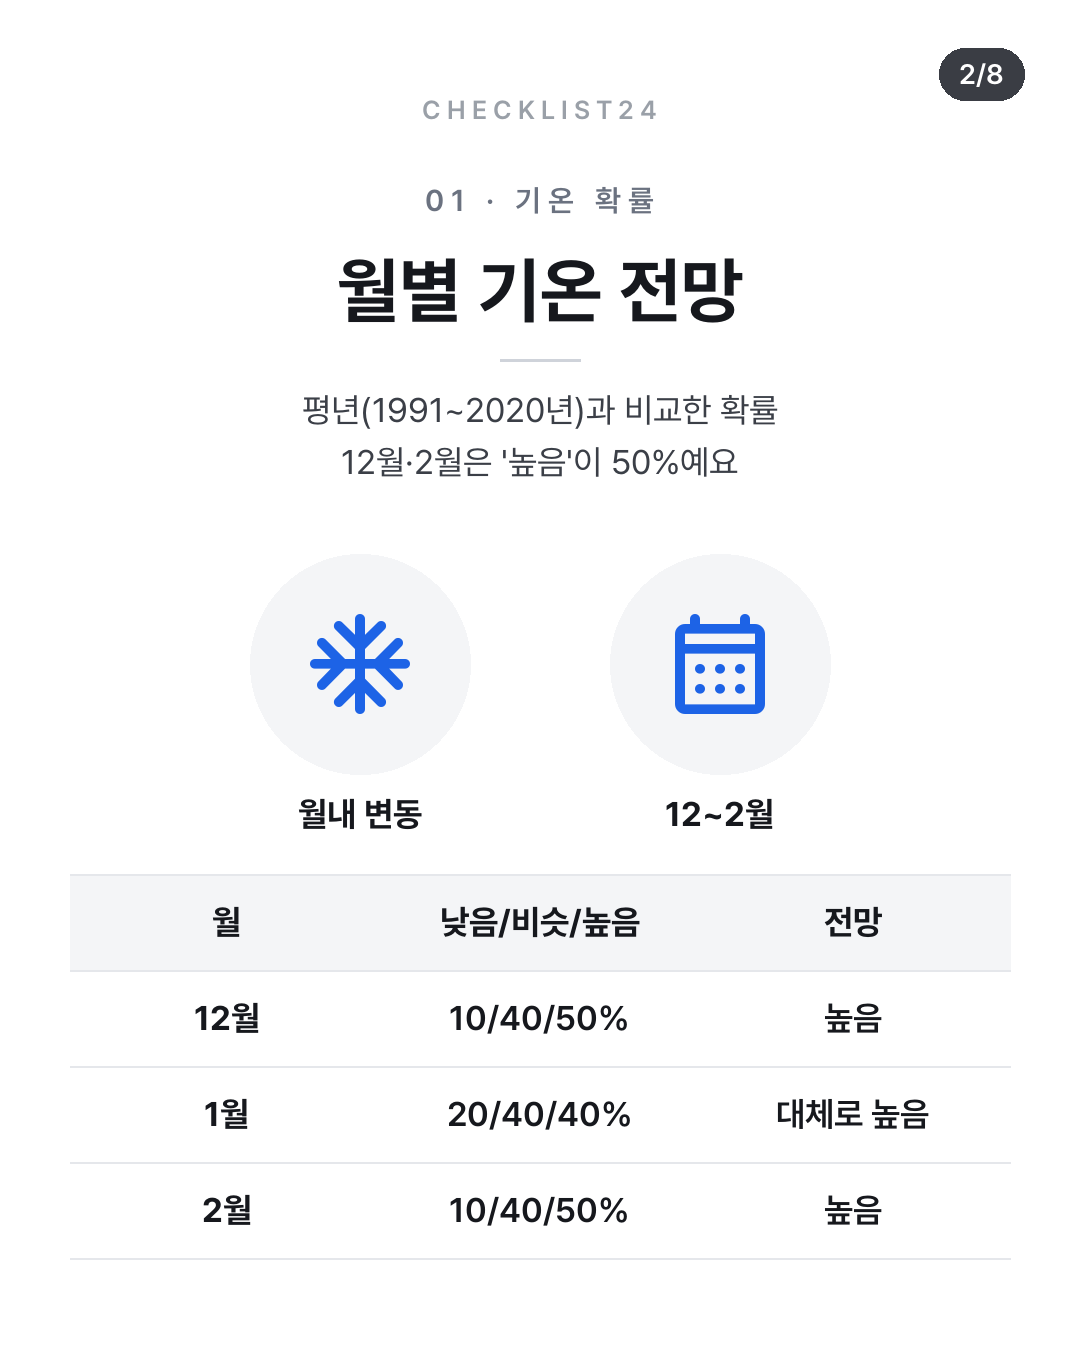 2/8
CHECKLIST24
01 · 기온 확률
월별 기온 전망
평년(1991~2020년)과 비교한 확률
12월·2월은 '높음'이 50%예요
월내 변동
12~2월
월 낮음/비슷/높음 전망
12월 10/40/50% 높음
1월 20/40/40% 대체로 높음
2월 10/40/50% 높음